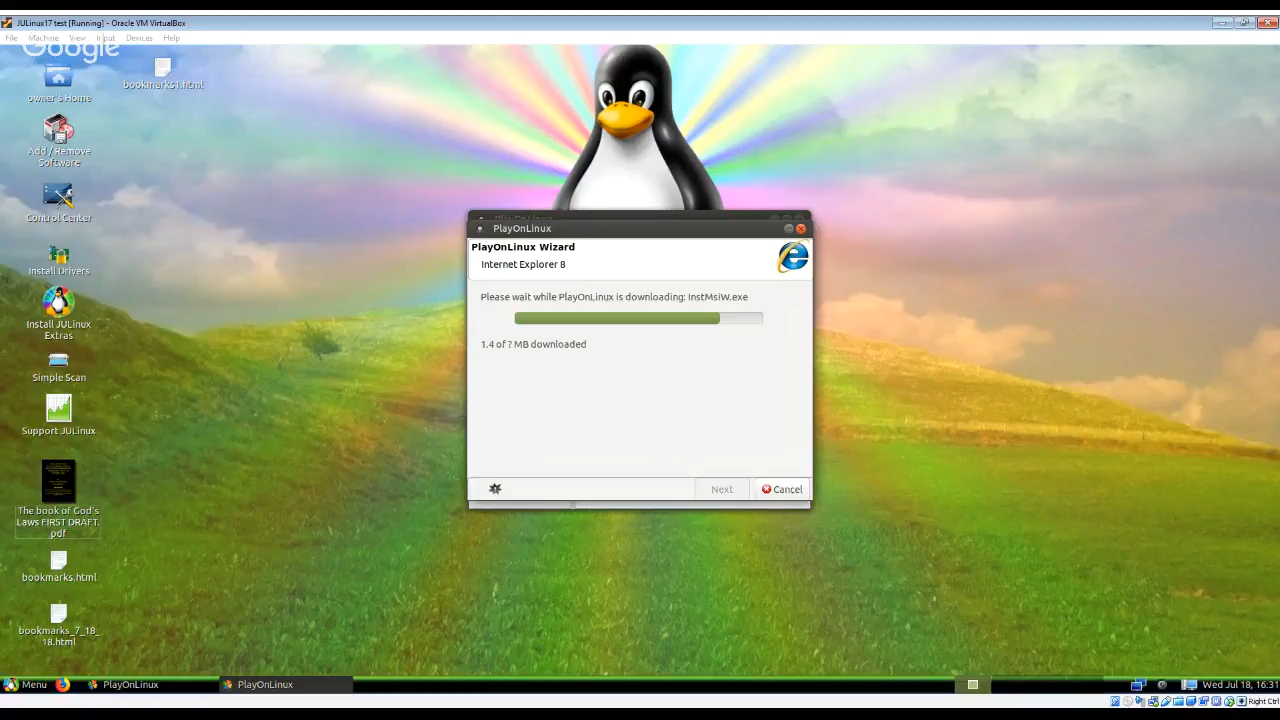 JULinux17 test [Running] - Oracle VM VirtualBox
File Machine View Input Devices Help
Google
owner's Home
bookmarks1.html
Add / Remove
Software
Control Center
Install Drivers
Install JULinux
Extras
Simple Scan
Support JULinux
The book of God's
Laws FIRST DRAFT.
pdf
bookmarks.html
bookmarks_7_18_
18.html
PlayOnLinux
PlayOnLinux
PlayOnLinux Wizard
Internet Explorer 8
Please wait while PlayOnLinux is downloading: InstMsiW.exe
1.4 of ? MB downloaded
Next
Cancel
Menu
PlayOnLinux
PlayOnLinux
Wed Jul 18, 16:31
Right Ctrl